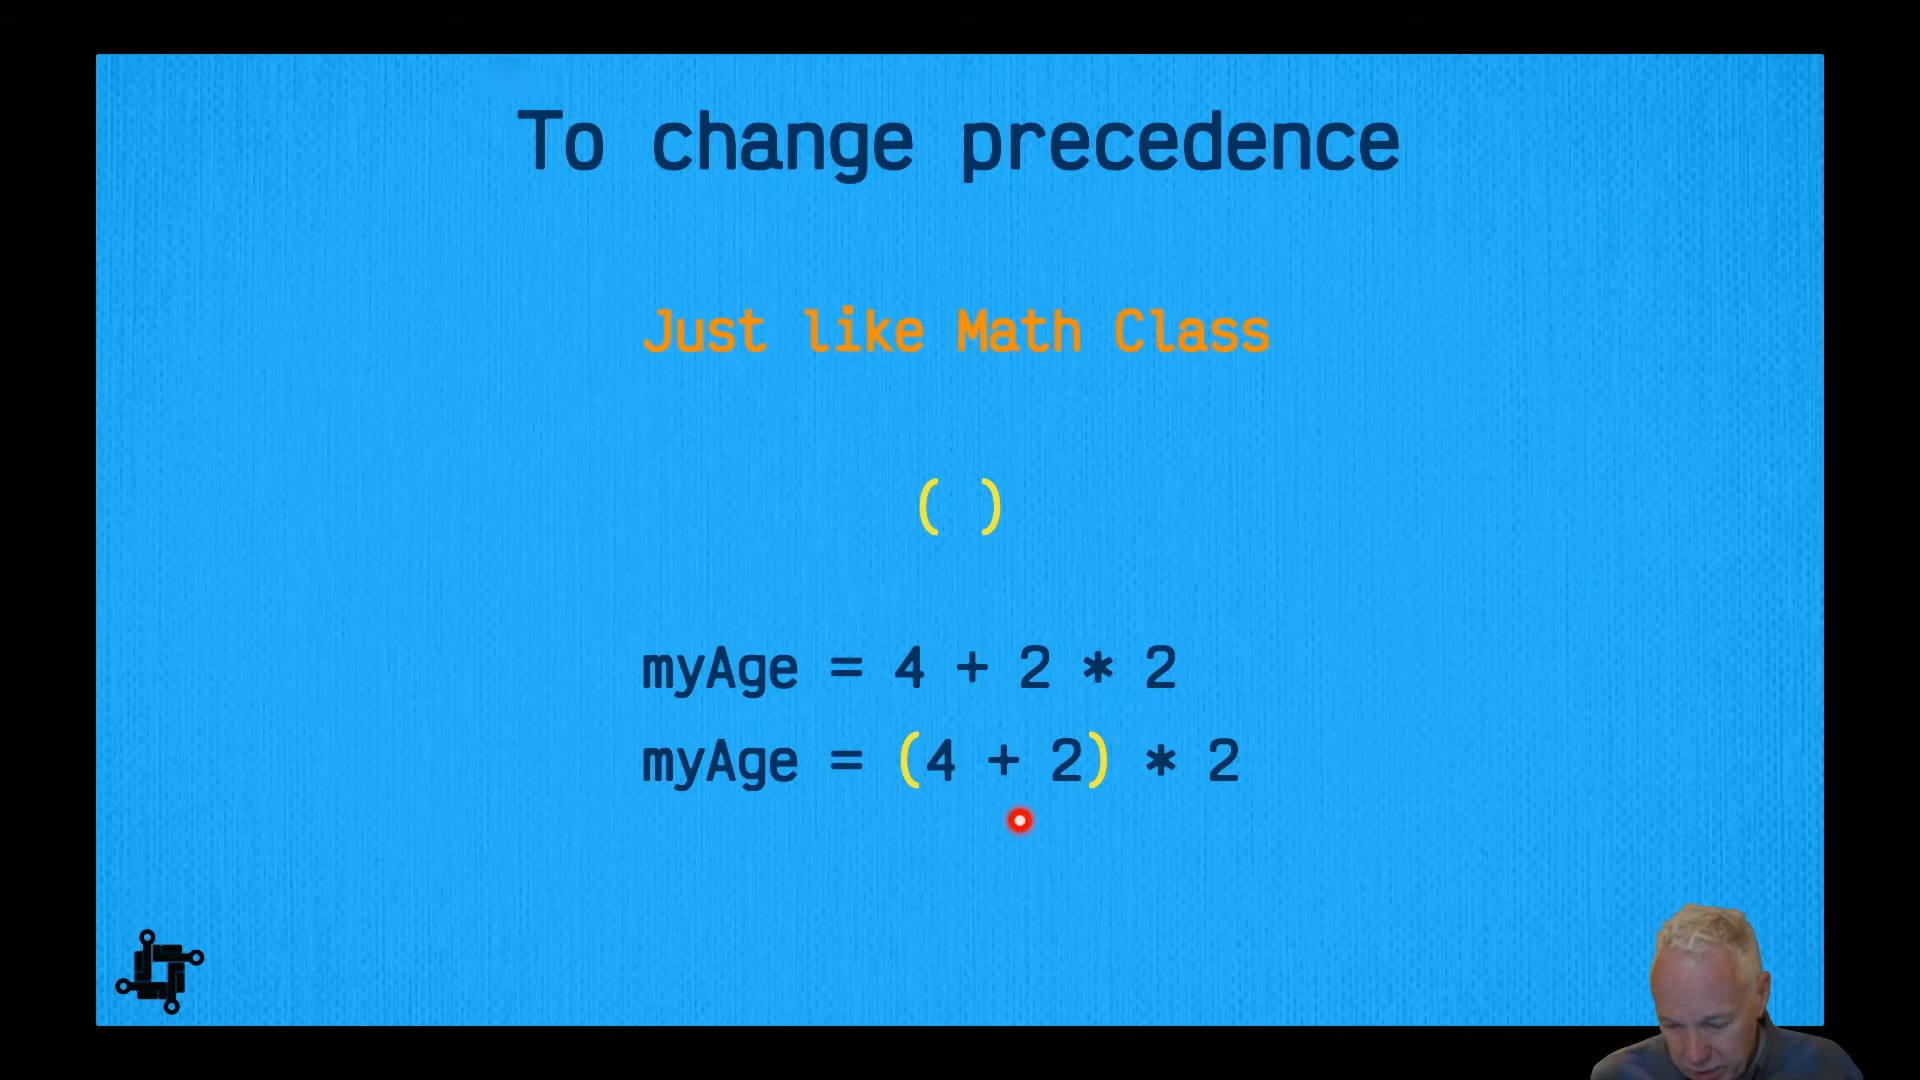 To change precedence
Just like Math Class
( )
myAge = 4 + 2 * 2
myAge = (4 + 2) * 2